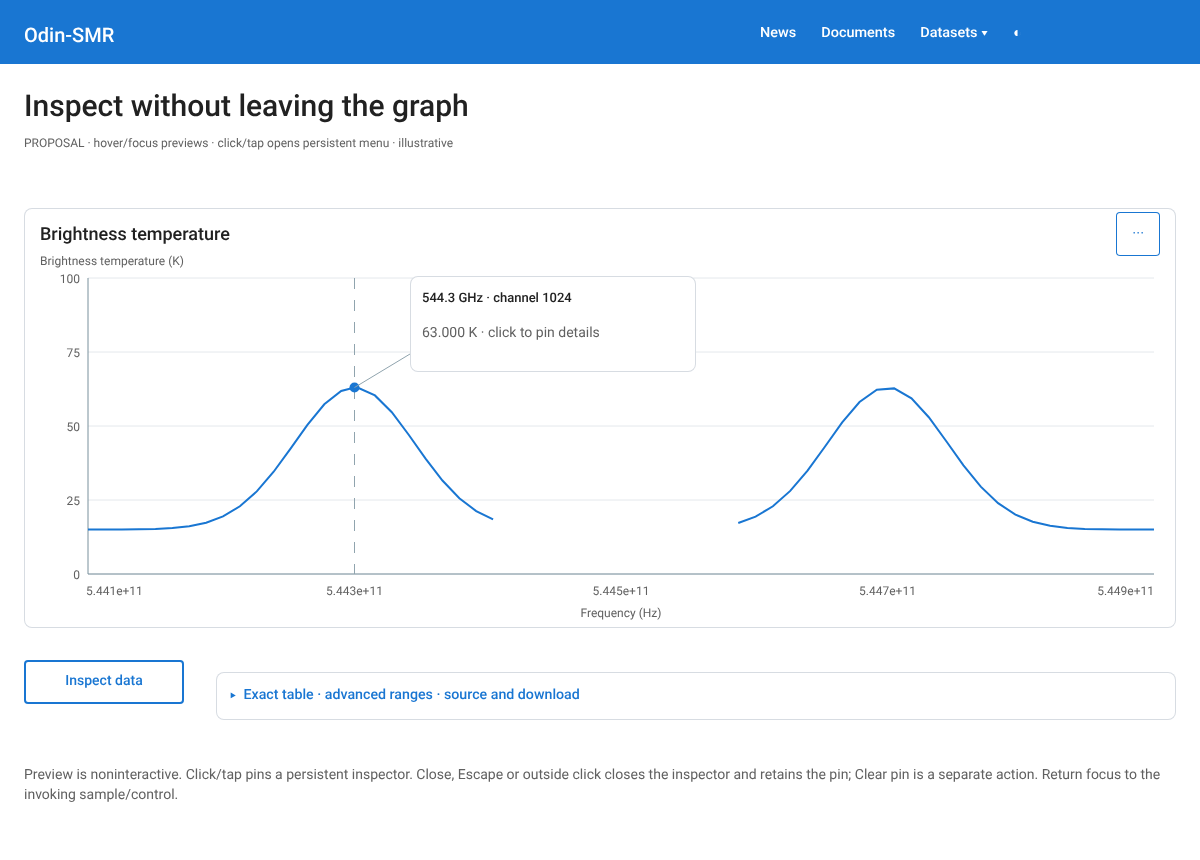 Odin-SMR
News Documents Datasets ▾
Inspect without leaving the graph
PROPOSAL · hover/focus previews · click/tap opens persistent menu · illustrative
Brightness temperature
···
Brightness temperature (K)
100
544.3 GHz · channel 1024
63.000 K · click to pin details
75
50
25
0
5.441e+11 5.443e+11 5.445e+11 5.447e+11 5.449e+11
Frequency (Hz)
Inspect data
▸ Exact table · advanced ranges · source and download
Preview is noninteractive. Click/tap pins a persistent inspector. Close, Escape or outside click closes the inspector and retains the pin; Clear pin is a separate action. Return focus to the
invoking sample/control.